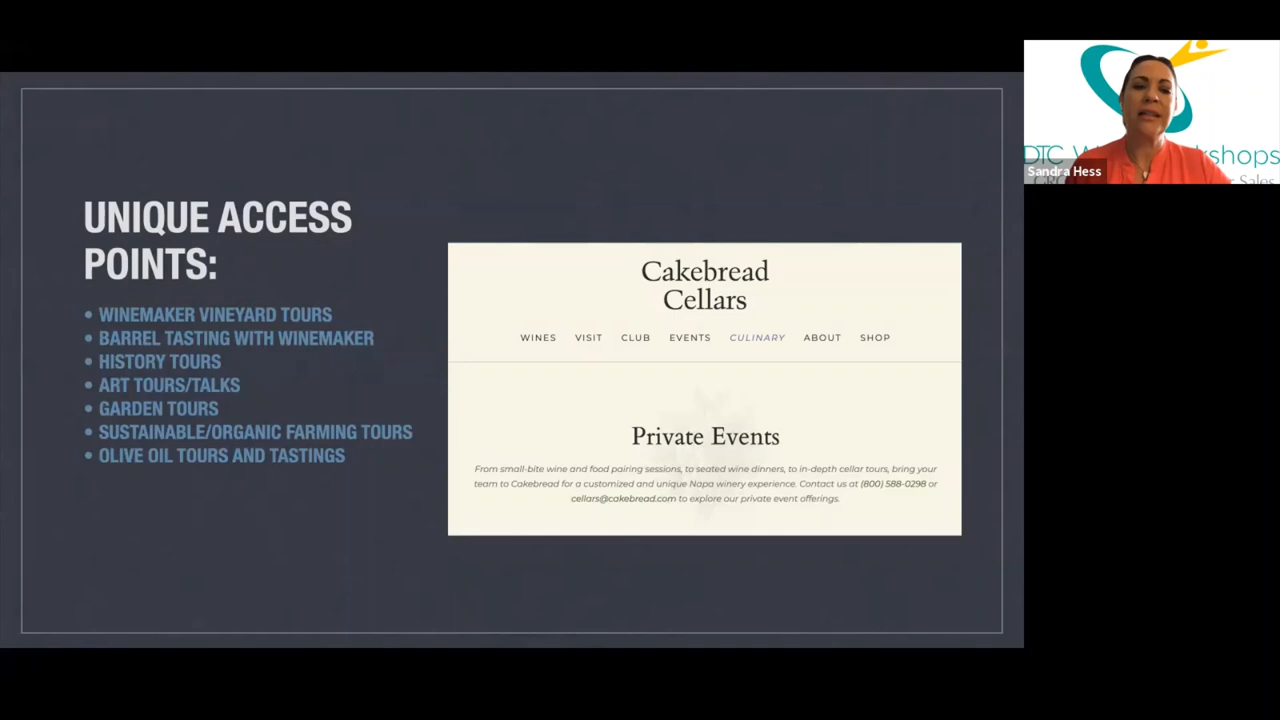 UNIQUE ACCESS
POINTS:
• WINEMAKER VINEYARD TOURS
• BARREL TASTING WITH WINEMAKER
• HISTORY TOURS
• ART TOURS/TALKS
• GARDEN TOURS
• SUSTAINABLE/ORGANIC FARMING TOURS
• OLIVE OIL TOURS AND TASTINGS
Cakebread
Cellars
WINES VISIT CLUB EVENTS CULINARY ABOUT SHOP
Private Events
From small-bite wine and food pairing sessions, to seated wine dinners, to in-depth cellar tours, bring your
team to Cakebread for a customized and unique Napa winery experience. Contact us at (800) 588-0298 or
cellars@cakebread.com to explore our private event offerings.
DTC W kshops
Sales
Sandra Hess